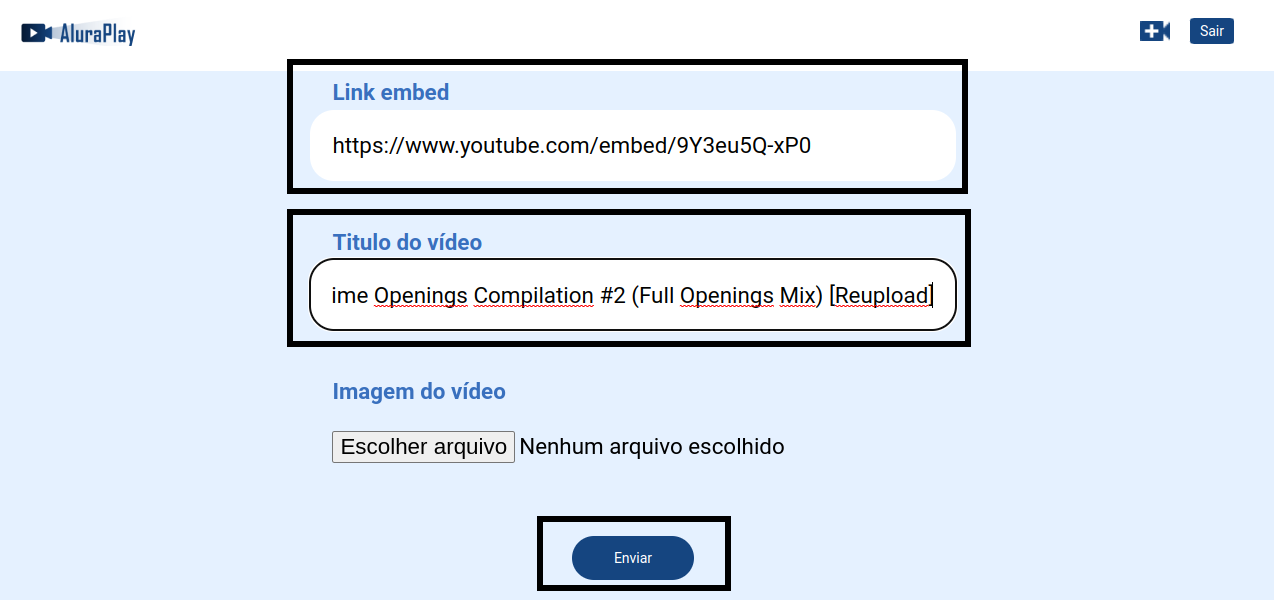 AluraPlay
Sair
Link embed
https://www.youtube.com/embed/9Y3eu5Q-xP0
Titulo do vídeo
ime Openings Compilation #2 (Full Openings Mix) [Reupload]
Imagem do vídeo
Escolher arquivo Nenhum arquivo escolhido
Enviar